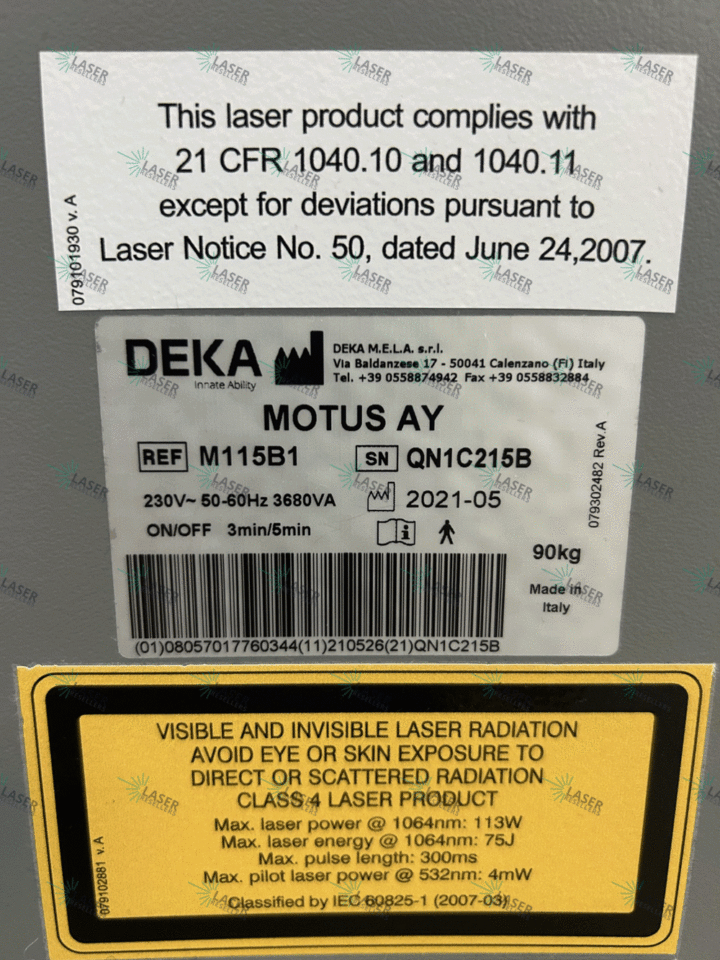 This laser product complies with
21 CFR 1040.10 and 1040.11
except for deviations pursuant to
Laser Notice No. 50, dated June 24,2007.
079101930 v. A
DEKA
Innate Ability
DEKA M.E.L.A. s.r.l.
Via Baldanzese 17 - 50041 Calenzano (FI) Italy
Tel. +39 0558874942 Fax +39 0558832884
MOTUS AY
REF M115B1 SN QN1C215B
230V~ 50-60Hz 3680VA 2021-05
ON/OFF 3min/5min
079302482 Rev.A
90kg
Made in
Italy
(01)08057017760344(11)210526(21)QN1C215B
VISIBLE AND INVISIBLE LASER RADIATION
AVOID EYE OR SKIN EXPOSURE TO
DIRECT OR SCATTERED RADIATION
CLASS 4 LASER PRODUCT
Max. laser power @ 1064nm: 113W
Max. laser energy @ 1064nm: 75J
Max. pulse length: 300ms
Max. pilot laser power @ 532nm: 4mW
Classified by IEC 60825-1 (2007-03)
079102881 v. A
LASER
RESELLERS